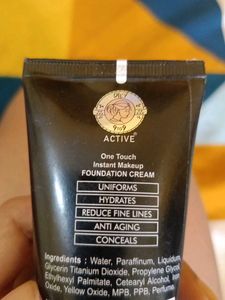 ACTIVE
One Touch
Instant Makeup
FOUNDATION CREAM
UNIFORMS
HYDRATES
REDUCE FINE LINES
ANTI AGING
CONCEALS
Ingredients : Water, Paraffinum, Liquidum,
Glycerin Titanium Dioxide, Propylene Glycol,
Ethylhexyl Palmitate, Cetearyl Alcohol, Iron
Oxide, Yellow Oxide, MPB, PPB, Perfume.